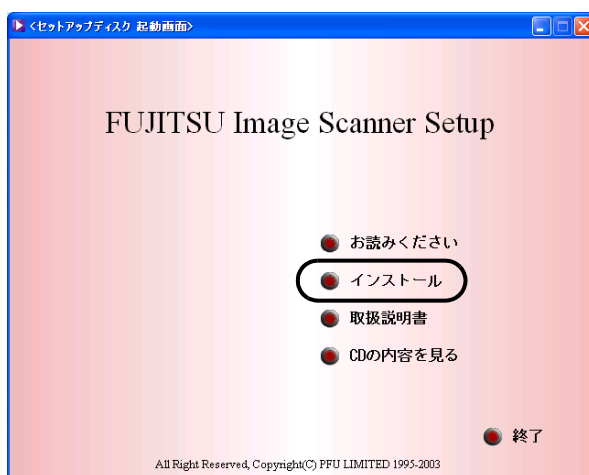 <セットアップディスク 起動画面>
FUJITSU Image Scanner Setup
お読みください
インストール
取扱説明書
CDの内容を見る
終了
All Right Reserved, Copyright(C) PFU LIMITED 1995-2003